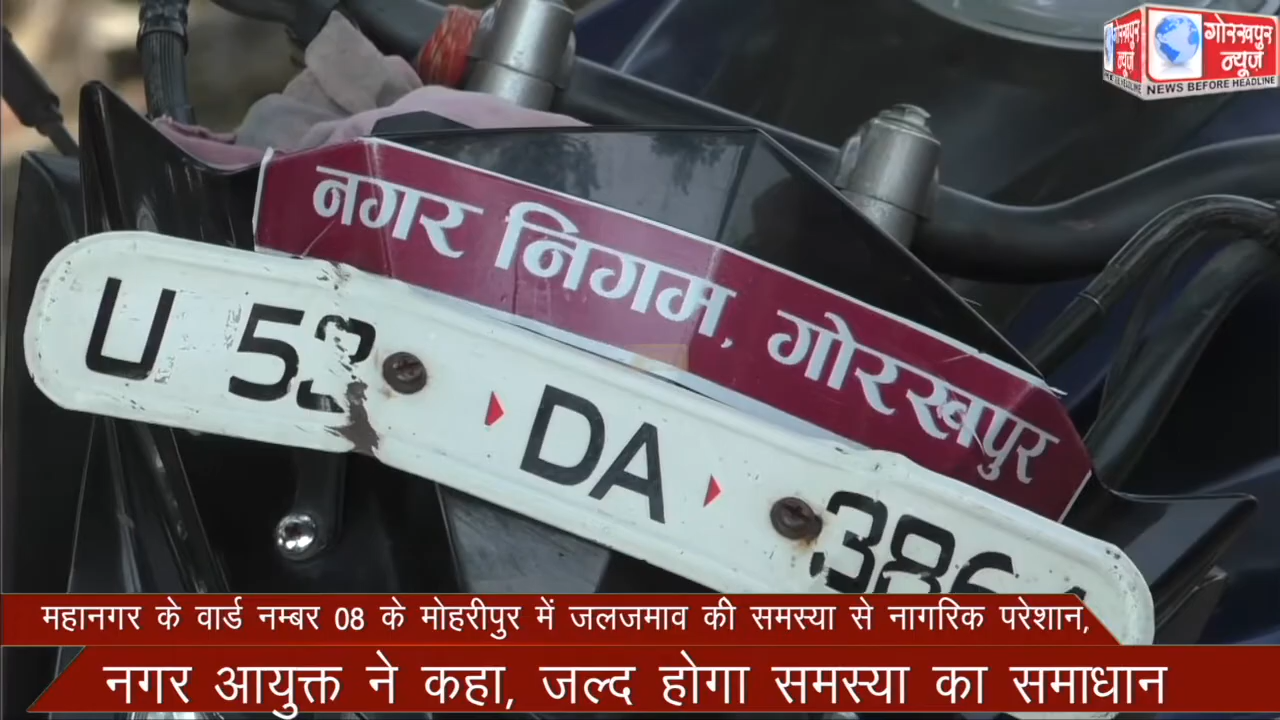 गोरखपुर
न्यूज
NEWS BEFORE HEADLINE
नगर निगम, गोरखपुर
U 53 DA
महानगर के वार्ड नम्बर 08 के मोहरीपुर में जलजमाव की समस्या से नागरिक परेशान,
नगर आयुक्त ने कहा, जल्द होगा समस्या का समाधान